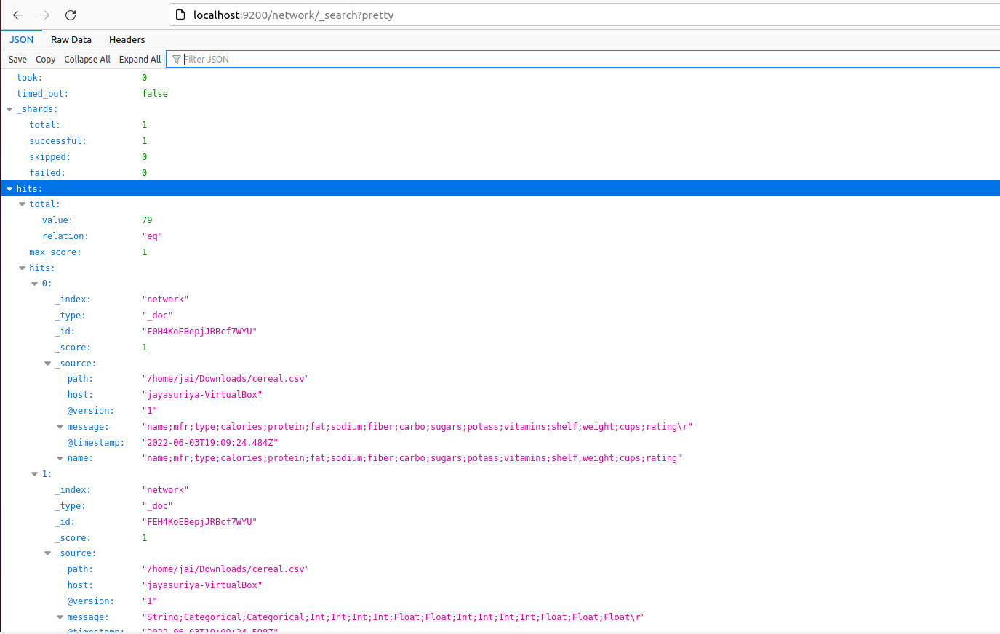 localhost:9200/network/_search?pretty
JSON Raw Data Headers
Save Copy Collapse All Expand All Filter JSON
took: 0
timed_out: false
_shards:
total: 1
successful: 1
skipped: 0
failed: 0
hits:
total:
value: 79
relation: "eq"
max_score: 1
hits:
0:
_index: "network"
_type: "_doc"
_id: "E0H4KoEBepjJRBcf7WYU"
_score: 1
_source:
path: "/home/jai/Downloads/cereal.csv"
host: "jayasuriya-VirtualBox"
@version: "1"
message: "name;mfr;type;calories;protein;fat;sodium;fiber;carbo;sugars;potass;vitamins;shelf;weight;cups;rating\r"
@timestamp: "2022-06-03T19:09:24.484Z"
name: "name;mfr;type;calories;protein;fat;sodium;fiber;carbo;sugars;potass;vitamins;shelf;weight;cups;rating"
1:
_index: "network"
_type: "_doc"
_id: "FEH4KoEBepjJRBcf7WYU"
_score: 1
_source:
path: "/home/jai/Downloads/cereal.csv"
host: "jayasuriya-VirtualBox"
@version: "1"
message: "String;Categorical;Categorical;Int;Int;Int;Int;Float;Float;Int;Int;Int;Int;Float;Float;Float\r"
@timestamp: "2022-06-03T19:09:24.508Z"